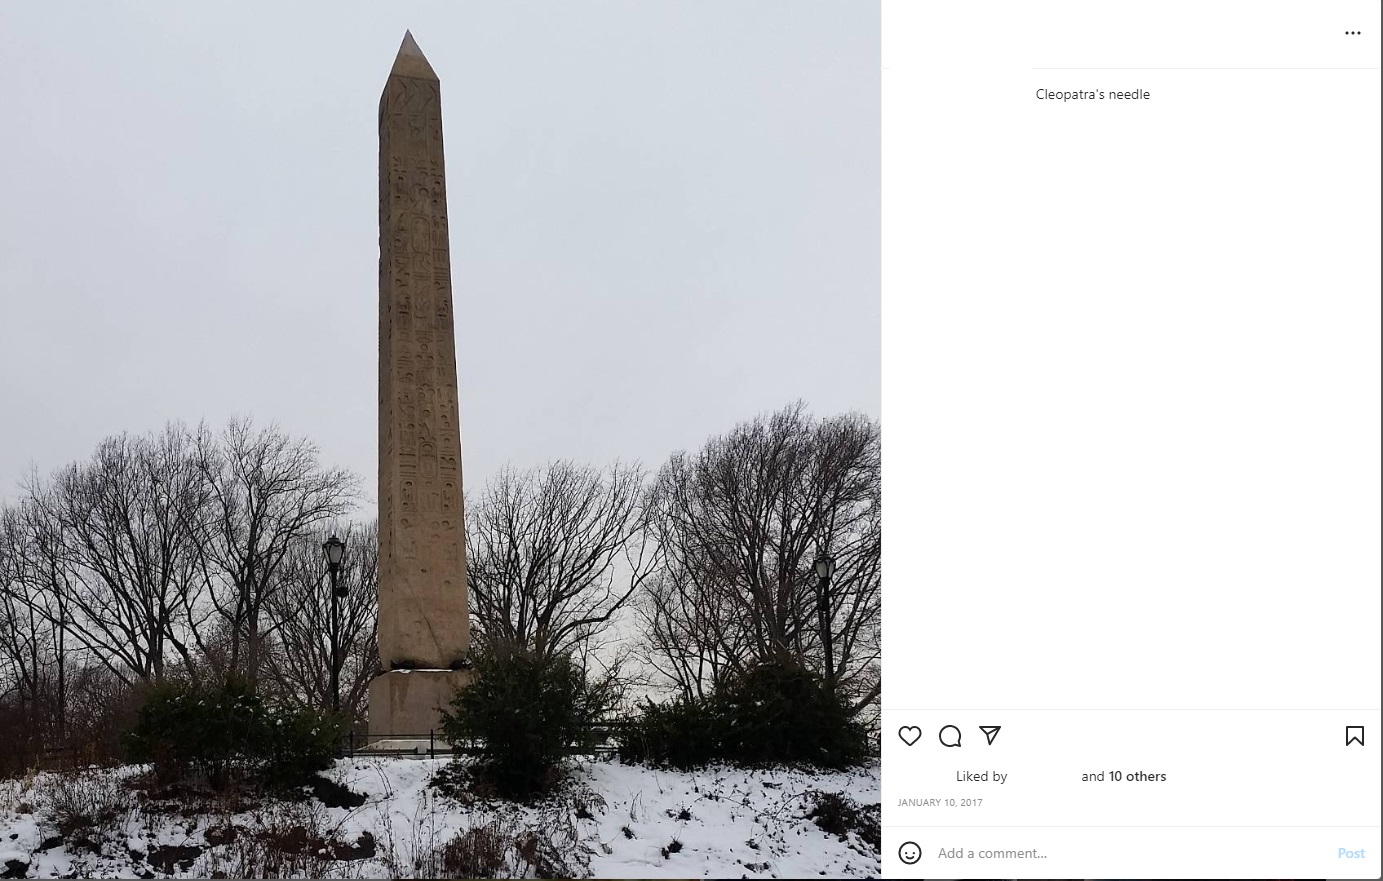 Cleopatra's needle
Liked by and 10 others
JANUARY 10, 2017
Add a comment... Post